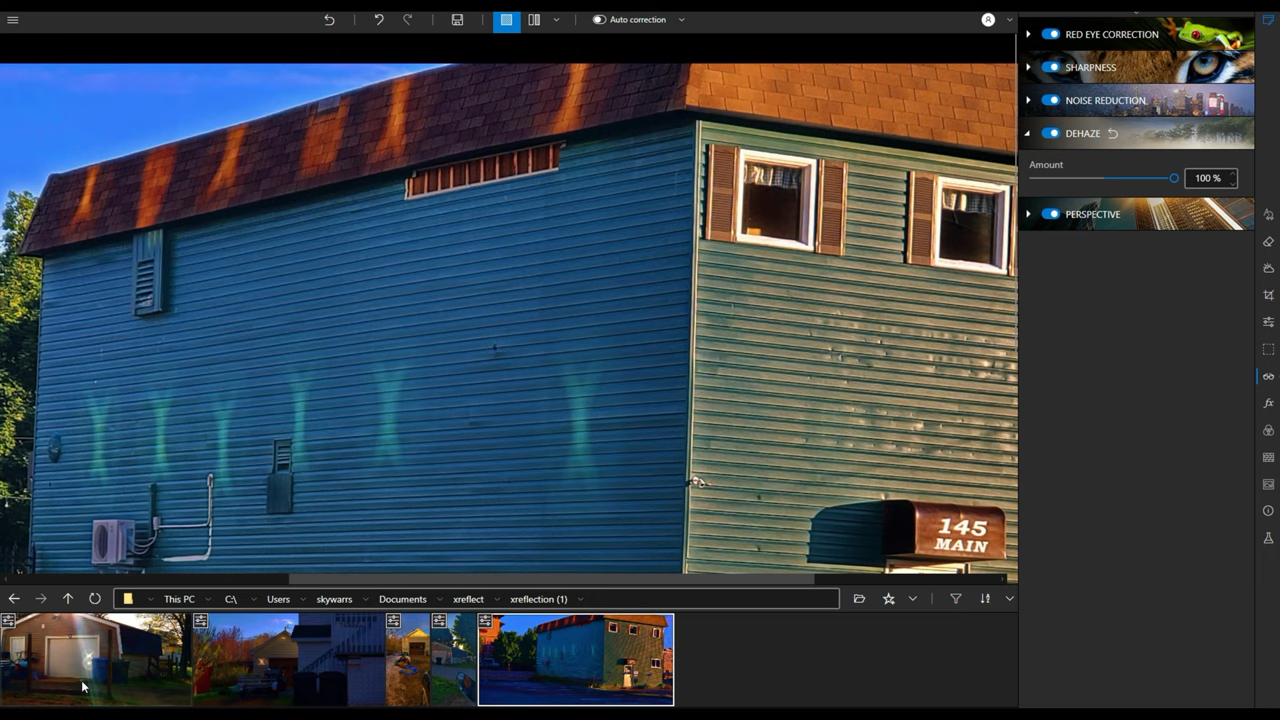 Auto correction
RED EYE CORRECTION
SHARPNESS
NOISE REDUCTION
DEHAZE
Amount
100 %
PERSPECTIVE
145
MAIN
This PC
C:\
Users
skywarrs
Documents
xreflect
xreflection (1)